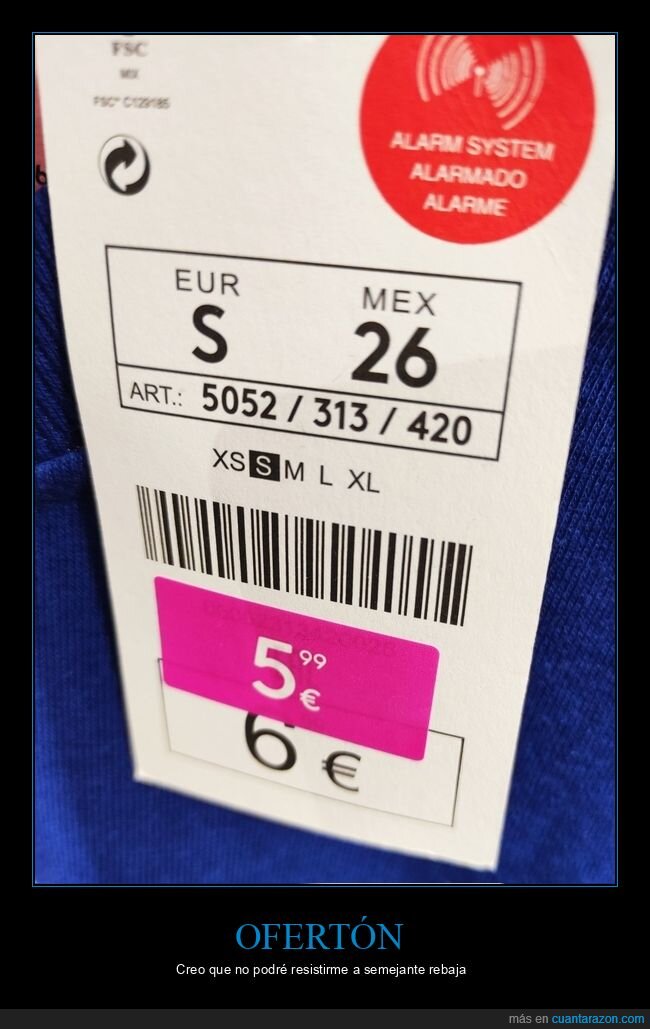 FSC
MIX
FSC® C129185
ALARM SYSTEM
ALARMADO
ALARME
EUR MEX
S 26
ART.: 5052 / 313 / 420
XS S M L XL
5 99 €
6 €
OFERTÓN
Creo que no podré resistirme a semejante rebaja
más en cuantarazon.com